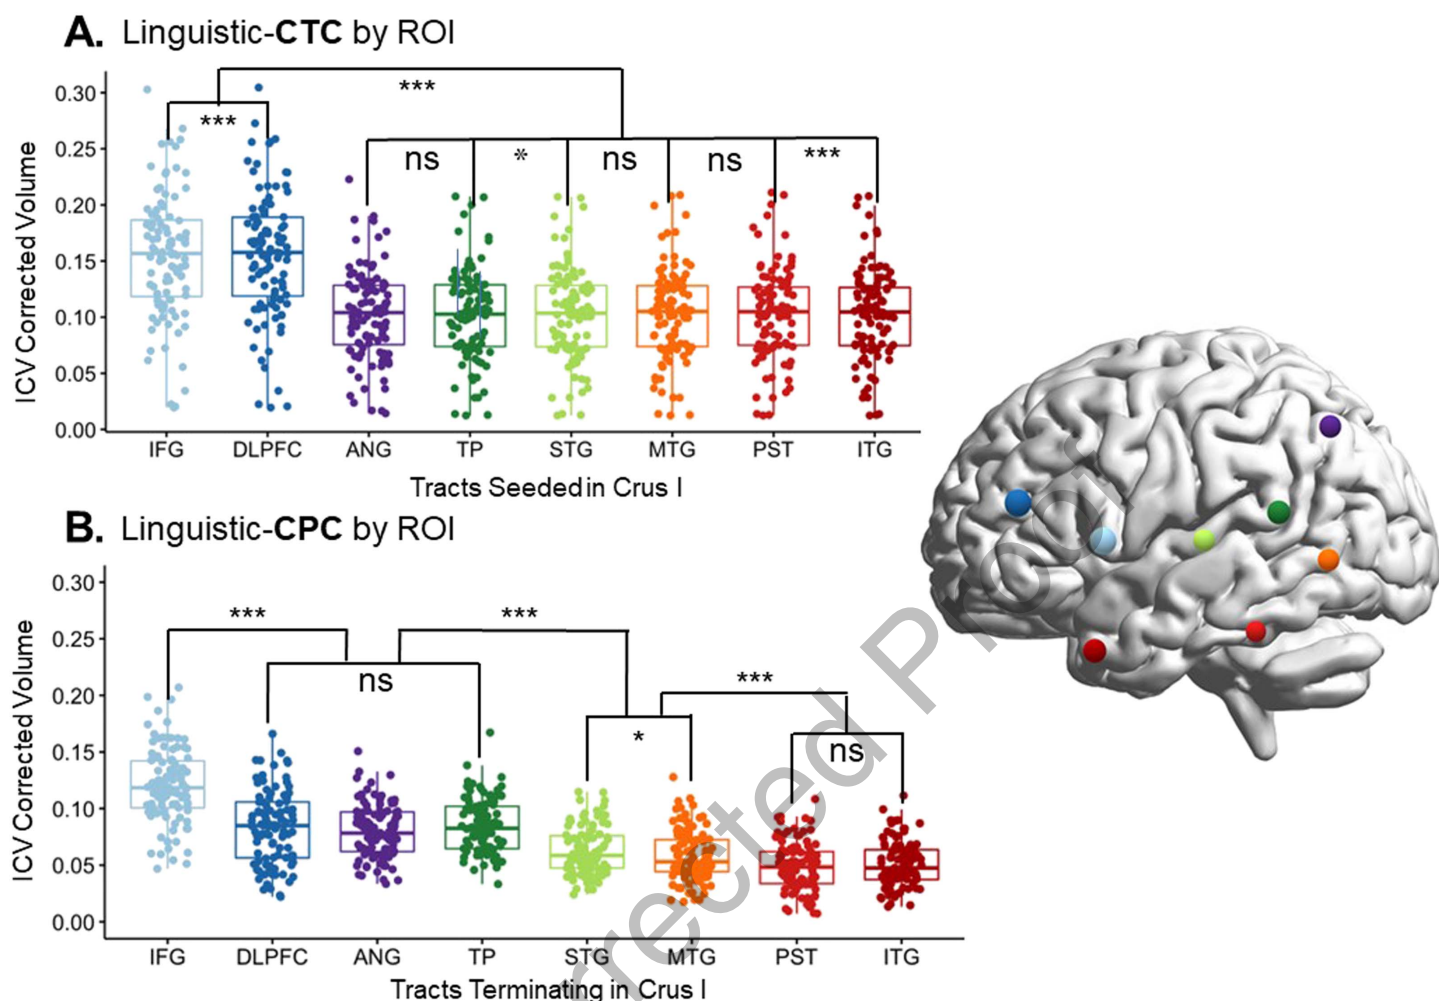 A. Linguistic-CTC by ROI
ICV Corrected Volume
0.30
0.25
0.20
0.15
0.10
0.05
0.00
***
***
ns
*
ns
ns
***
IFG DLPFC ANG TP STG MTG PST ITG
Tracts Seeded in Crus I
B. Linguistic-CPC by ROI
ICV Corrected Volume
0.30
0.25
0.20
0.15
0.10
0.05
0.00
***
***
ns
***
*
ns
IFG DLPFC ANG TP STG MTG PST ITG
Tracts Terminating in Crus I
rrected Proof